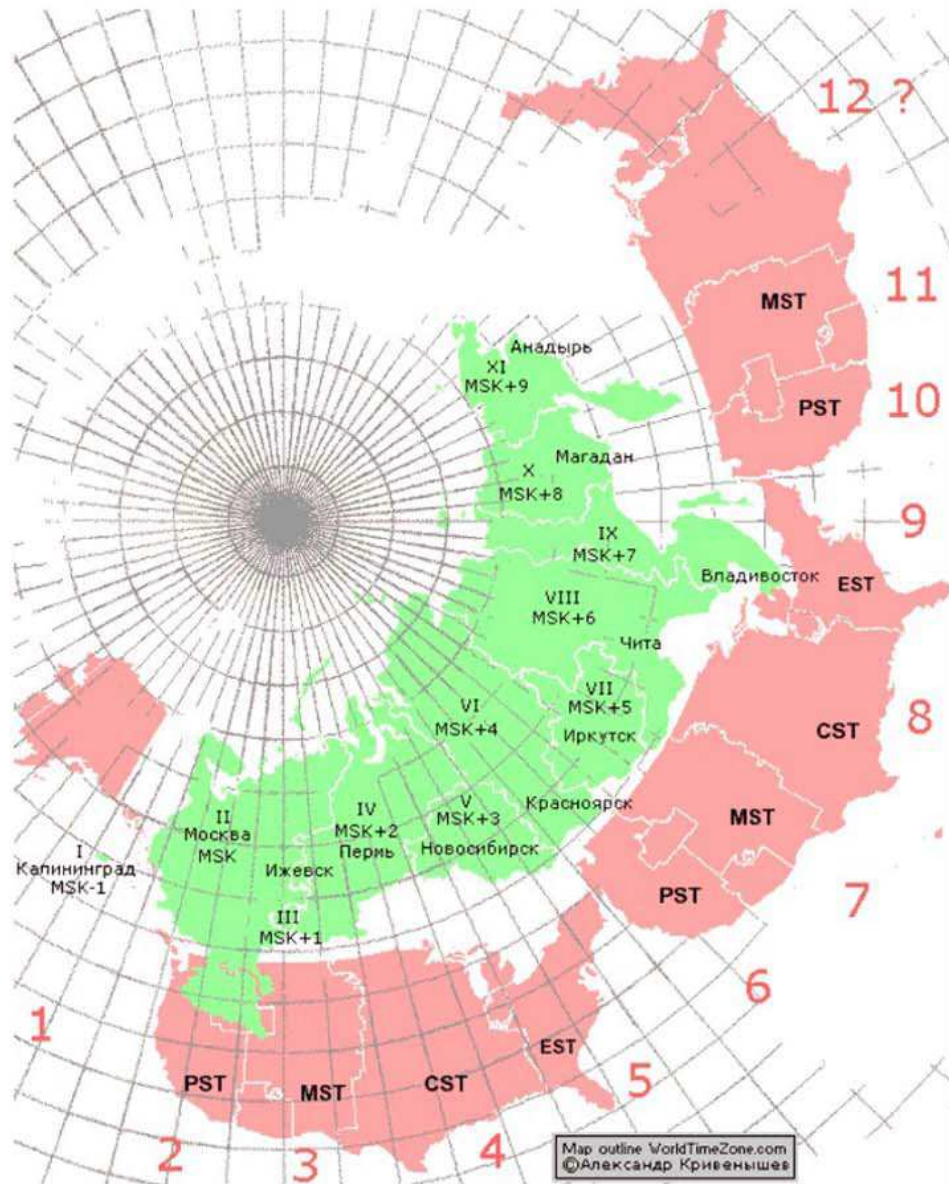 12 ?
Анадырь
XI
MSK+9
MST
11
PST
10
Магадан
X
MSK+8
IX
MSK+7
9
Владивосток
EST
VIII
MSK+6
Чита
VII
MSK+5
Иркутск
VI
MSK+4
CST
8
II
Москва
MSK
IV
MSK+2
Пермь
V
MSK+3
Новосибирск
Красноярск
MST
I
Калининград
MSK-1
Ижевск
III
MSK+1
PST
7
6
1
PST
MST
CST
EST
5
2
3
4
Map outline WorldTimeZone.com
©Александр Кривенышев